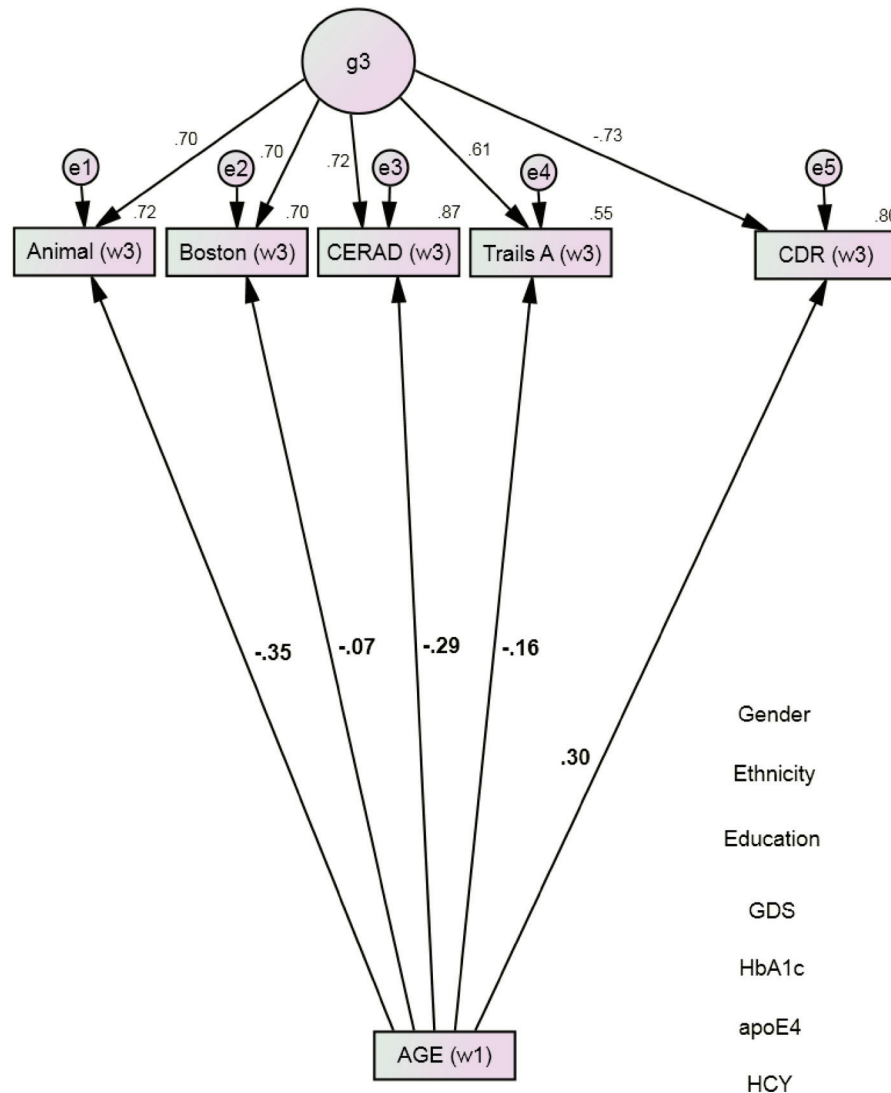 g3
.70
.70
.72
.61
-.73
e1
e2
e3
e4
e5
.72
.70
.87
.55
Animal (w3)
Boston (w3)
CERAD (w3)
Trails A (w3)
CDR (w3)
-.35
-.07
-.29
-.16
.30
Gender
Ethnicity
Education
GDS
HbA1c
apoE4
HCY
AGE (w1)